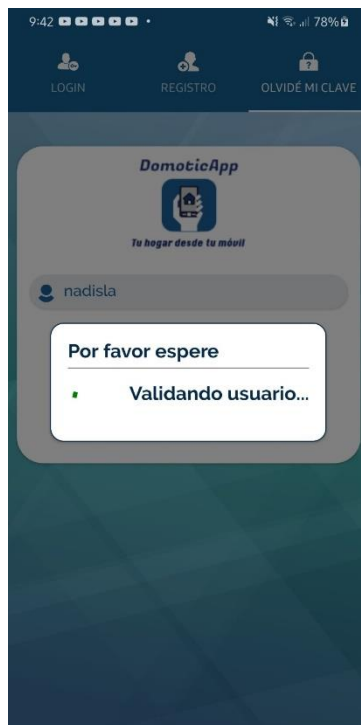 9:42
78%
LOGIN
REGISTRO
OLVIDÉ MI CLAVE
DomoticApp
Tu hogar desde tu móvil
nadisla
Por favor espere
Validando usuario...